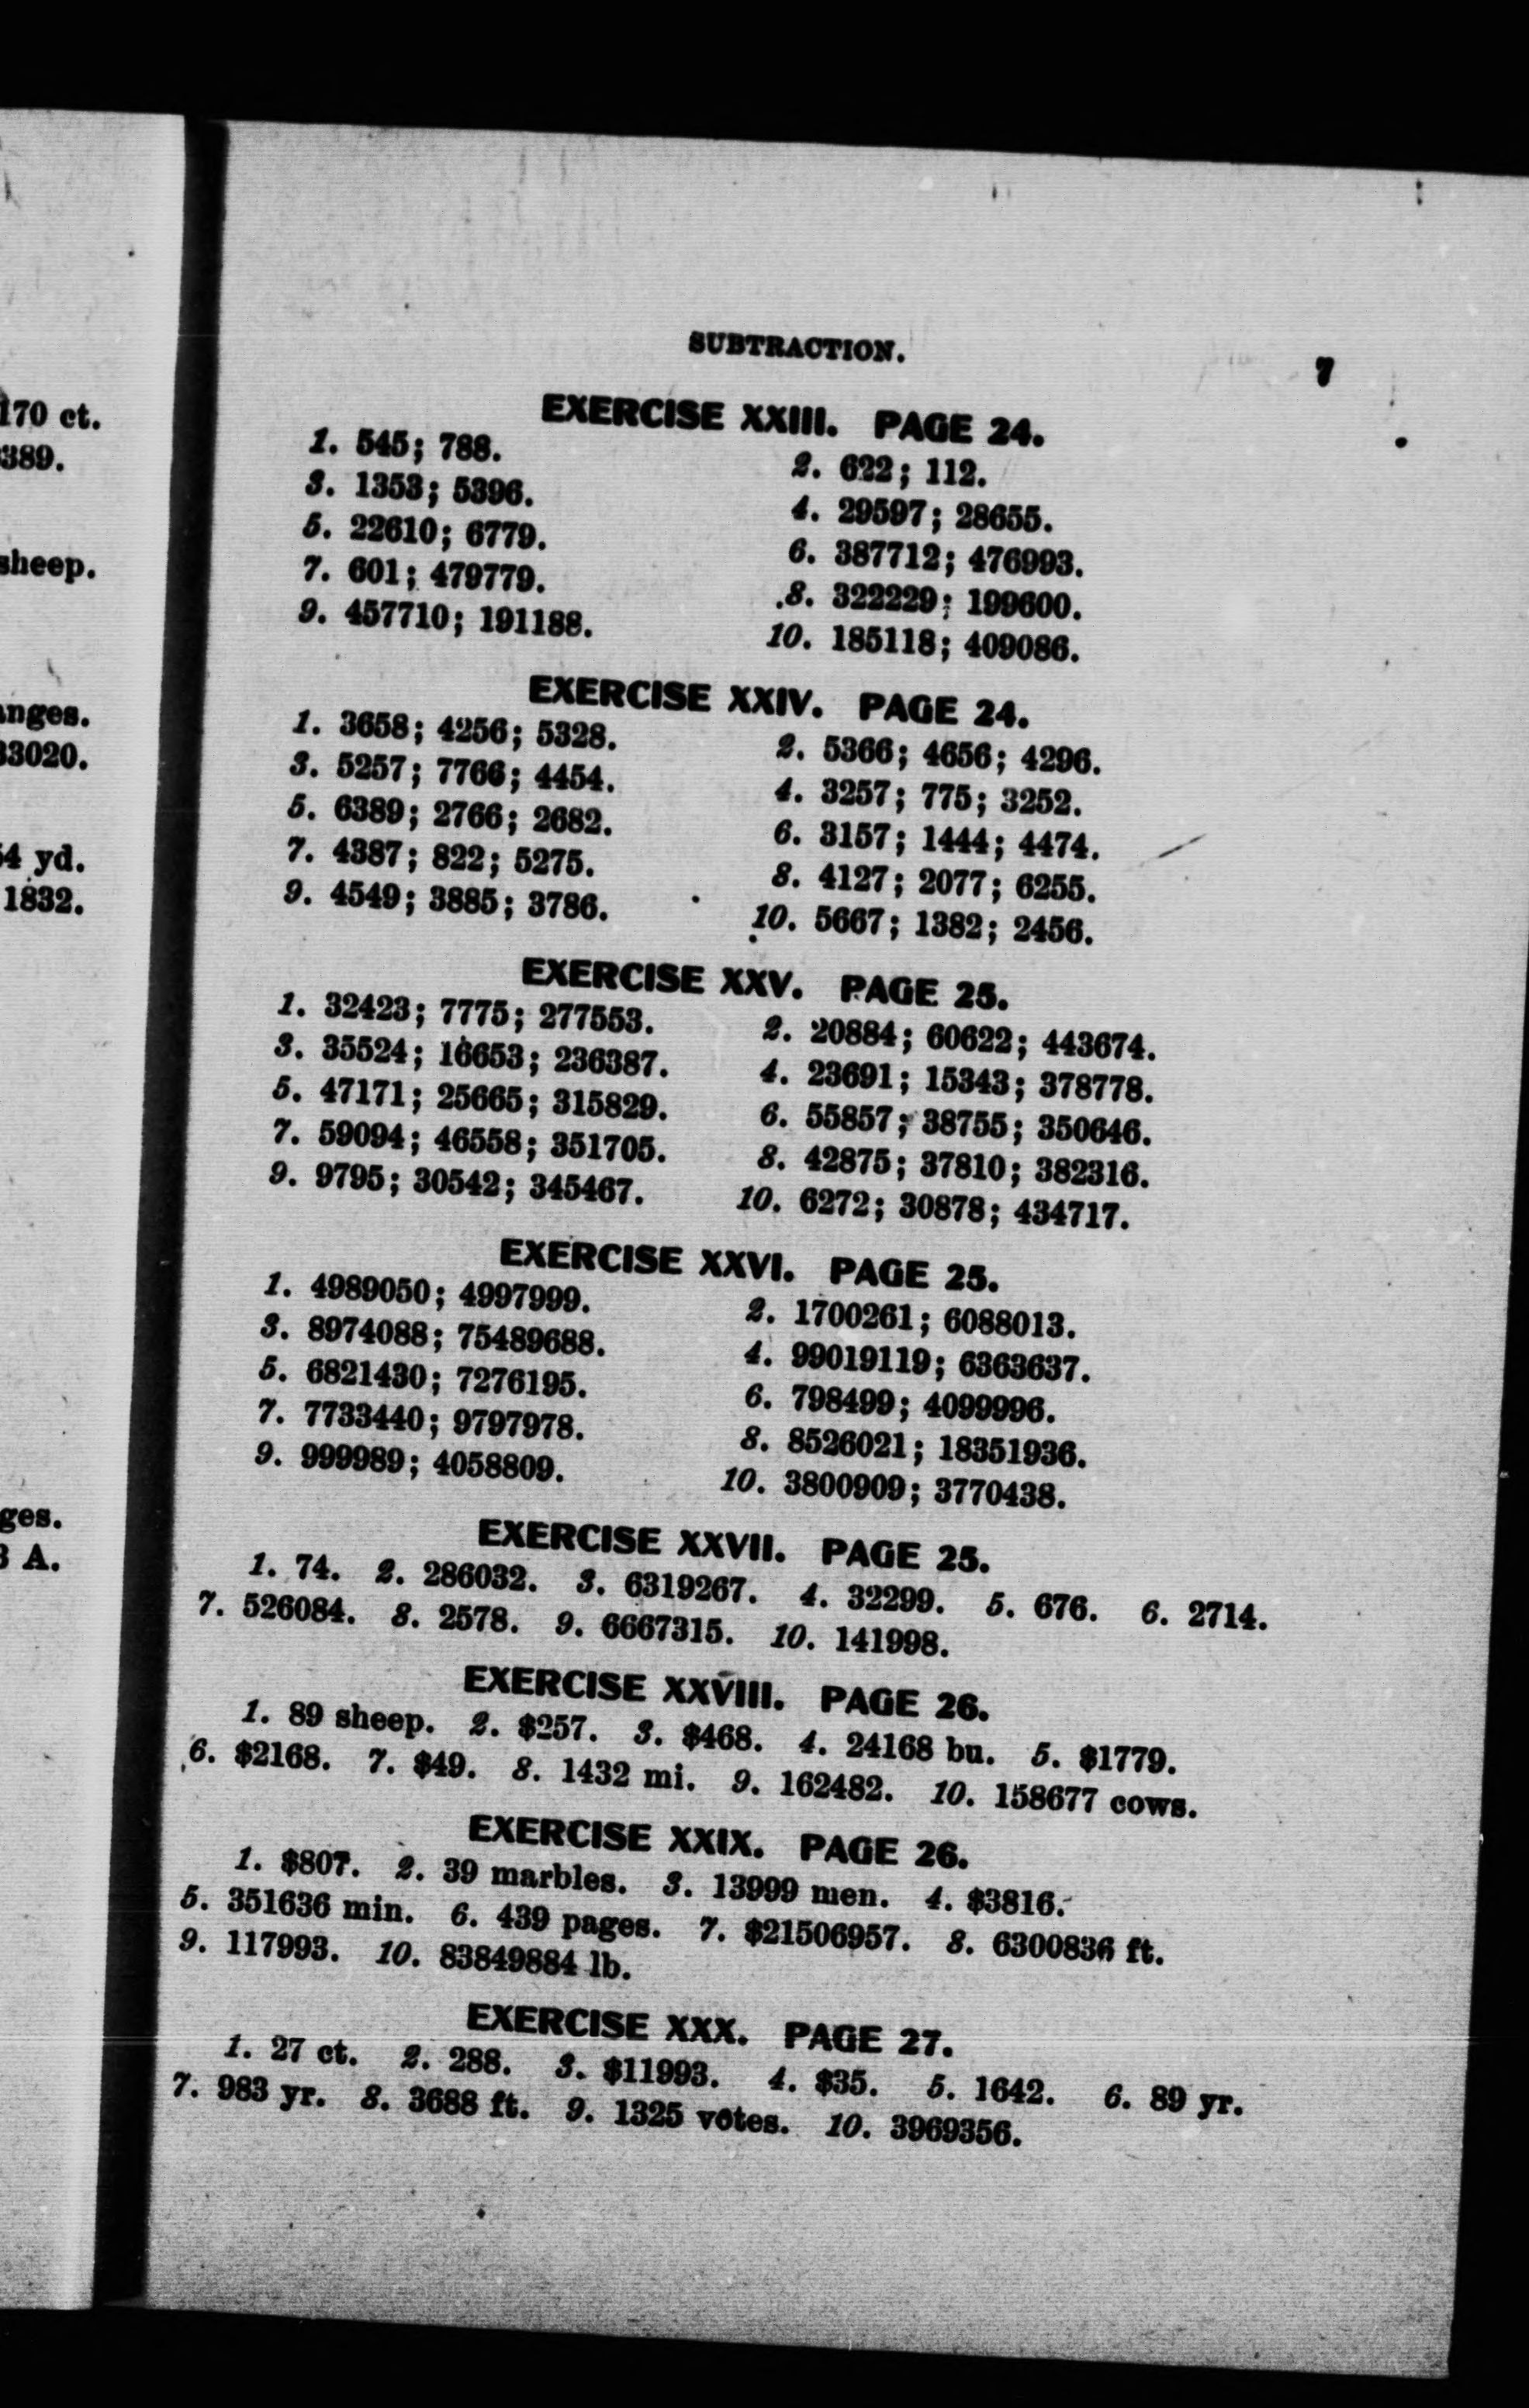 170 ct.
389.
sheep.
33020.
4 yd.
1832.
ges.
A.
SUBTRACTION.
7
EXERCISE XXIII. PAGE 24.
1. 545; 788. 2. 622; 112.
3. 1353; 5396. 4. 29597; 28655.
5. 22610; 6779. 6. 387712; 476993.
7. 601; 479779. 8. 322229; 199600.
9. 457710; 191188. 10. 185118; 409086.
EXERCISE XXIV. PAGE 24.
1. 3658; 4256; 5328. 2. 5366; 4656; 4296.
3. 5257; 7766; 4454. 4. 3257; 775; 3252.
5. 6389; 2766; 2682. 6. 3157; 1444; 4474.
7. 4387; 822; 5275. 8. 4127; 2077; 6255.
9. 4549; 3885; 3786. 10. 5667; 1382; 2456.
EXERCISE XXV. PAGE 25.
1. 32423; 7775; 277553. 2. 20884; 60622; 443674.
3. 35524; 16653; 236387. 4. 23691; 15343; 378778.
5. 47171; 25665; 315829. 6. 55857; 38755; 350646.
7. 59094; 46558; 351705. 8. 42875; 37810; 382316.
9. 9795; 30542; 345467. 10. 6272; 30878; 434717.
EXERCISE XXVI. PAGE 25.
1. 4989050; 4997999. 2. 1700261; 6088013.
3. 8974088; 75489688. 4. 99019119; 6363637.
5. 6821430; 7276195. 6. 798499; 4099996.
7. 7733440; 9797978. 8. 8526021; 18351936.
9. 999989; 4058809. 10. 3800909; 3770438.
EXERCISE XXVII. PAGE 25.
1. 74. 2. 286032. 3. 6319267. 4. 32299. 5. 676. 6. 2714.
7. 526084. 8. 2578. 9. 6667315. 10. 141998.
EXERCISE XXVIII. PAGE 26.
1. 89 sheep. 2. $257. 3. $468. 4. 24168 bu. 5. $1779.
6. $2168. 7. $49. 8. 1432 mi. 9. 162482. 10. 158677 cows.
EXERCISE XXIX. PAGE 26.
1. $807. 2. 39 marbles. 3. 13999 men. 4. $3816.
5. 351636 min. 6. 439 pages. 7. $21506957. 8. 6300836 ft.
9. 117993. 10. 83849884 lb.
EXERCISE XXX. PAGE 27.
1. 27 ct. 2. 288. 3. $11993. 4. $35. 5. 1642. 6. 89 yr.
7. 983 yr. 8. 3688 ft. 9. 1325 votes. 10. 3969356.